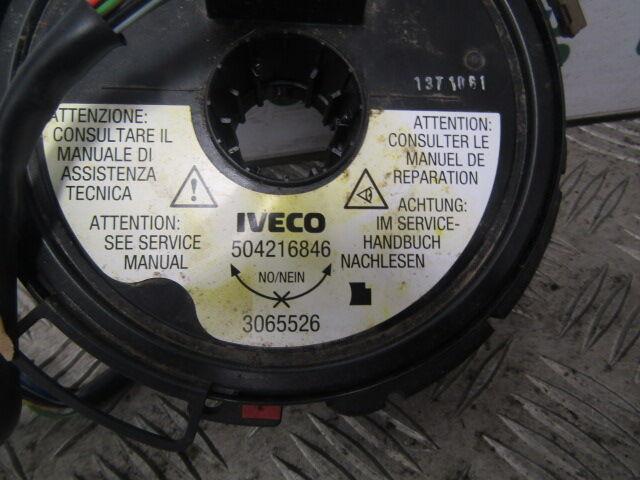 1371061
ATTENZIONE:
CONSULTARE IL
MANUALE DI
ASSISTENZA
TECNICA
ATTENTION:
SEE SERVICE
MANUAL
ATTENTION:
CONSULTER LE
MANUEL DE
REPARATION
ACHTUNG:
IM SERVICE-
HANDBUCH
NACHLESEN
IVECO
504216846
NO/NEIN
3065526